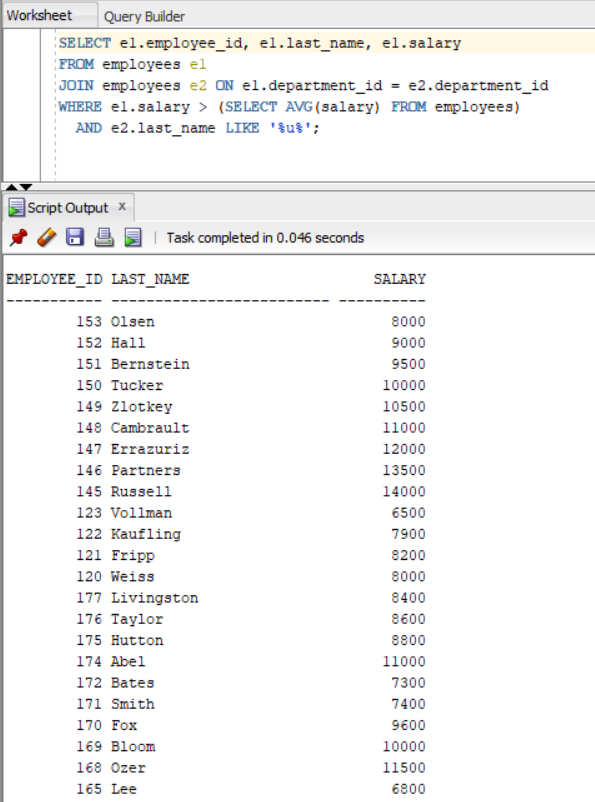 Worksheet Query Builder
SELECT e1.employee_id, e1.last_name, e1.salary
FROM employees e1
JOIN employees e2 ON e1.department_id = e2.department_id
WHERE e1.salary > (SELECT AVG(salary) FROM employees)
AND e2.last_name LIKE '%u%';
Script Output x
Task completed in 0.046 seconds
EMPLOYEE_ID LAST_NAME SALARY
----------- ------------------------- ----------
153 Olsen 8000
152 Hall 9000
151 Bernstein 9500
150 Tucker 10000
149 Zlotkey 10500
148 Cambrault 11000
147 Errazuriz 12000
146 Partners 13500
145 Russell 14000
123 Vollman 6500
122 Kaufling 7900
121 Fripp 8200
120 Weiss 8000
177 Livingston 8400
176 Taylor 8600
175 Hutton 8800
174 Abel 11000
172 Bates 7300
171 Smith 7400
170 Fox 9600
169 Bloom 10000
168 Ozer 11500
165 Lee 6800